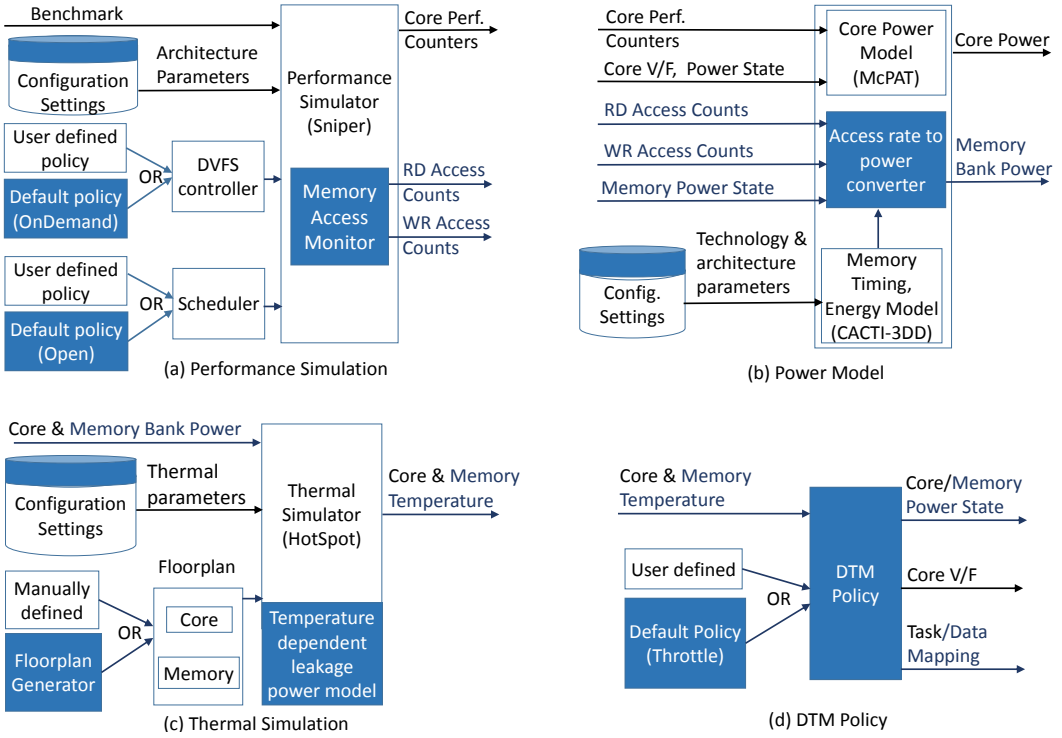 Benchmark
Configuration
Settings
Architecture
Parameters
User defined
policy
OR
Default policy
(OnDemand)
DVFS
controller
User defined
policy
OR
Default policy
(Open)
Scheduler
Performance
Simulator
(Sniper)
Memory
Access
Monitor
Core Perf.
Counters
RD Access
Counts
WR Access
Counts
(a) Performance Simulation
Core Perf.
Counters
Core V/F, Power State
RD Access Counts
WR Access Counts
Memory Power State
Config.
Settings
Technology &
architecture
parameters
Core Power
Model
(McPAT)
Access rate to
power
converter
Memory
Timing,
Energy Model
(CACTI-3DD)
Core Power
Memory
Bank Power
(b) Power Model
Core & Memory Bank Power
Configuration
Settings
Thermal
parameters
Manually
defined
OR
Floorplan
Generator
Floorplan
Core
Memory
Thermal
Simulator
(HotSpot)
Temperature
dependent
leakage
power model
Core & Memory
Temperature
(c) Thermal Simulation
Core & Memory
Temperature
User defined
OR
Default Policy
(Throttle)
DTM
Policy
Core/Memory
Power State
Core V/F
Task/Data
Mapping
(d) DTM Policy